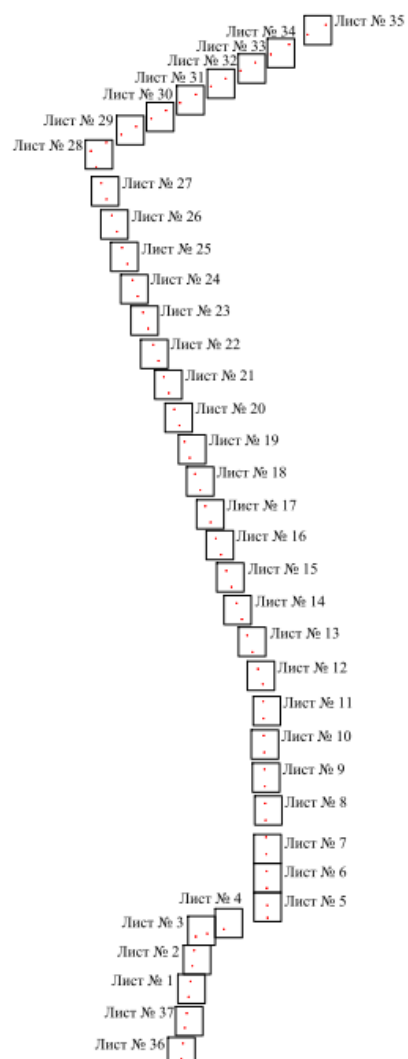 Лист № 35
Лист № 34
Лист № 33
Лист № 32
Лист № 31
Лист № 30
Лист № 29
Лист № 28
Лист № 27
Лист № 26
Лист № 25
Лист № 24
Лист № 23
Лист № 22
Лист № 21
Лист № 20
Лист № 19
Лист № 18
Лист № 17
Лист № 16
Лист № 15
Лист № 14
Лист № 13
Лист № 12
Лист № 11
Лист № 10
Лист № 9
Лист № 8
Лист № 7
Лист № 6
Лист № 5
Лист № 4
Лист № 3
Лист № 2
Лист № 1
Лист № 37
Лист № 36